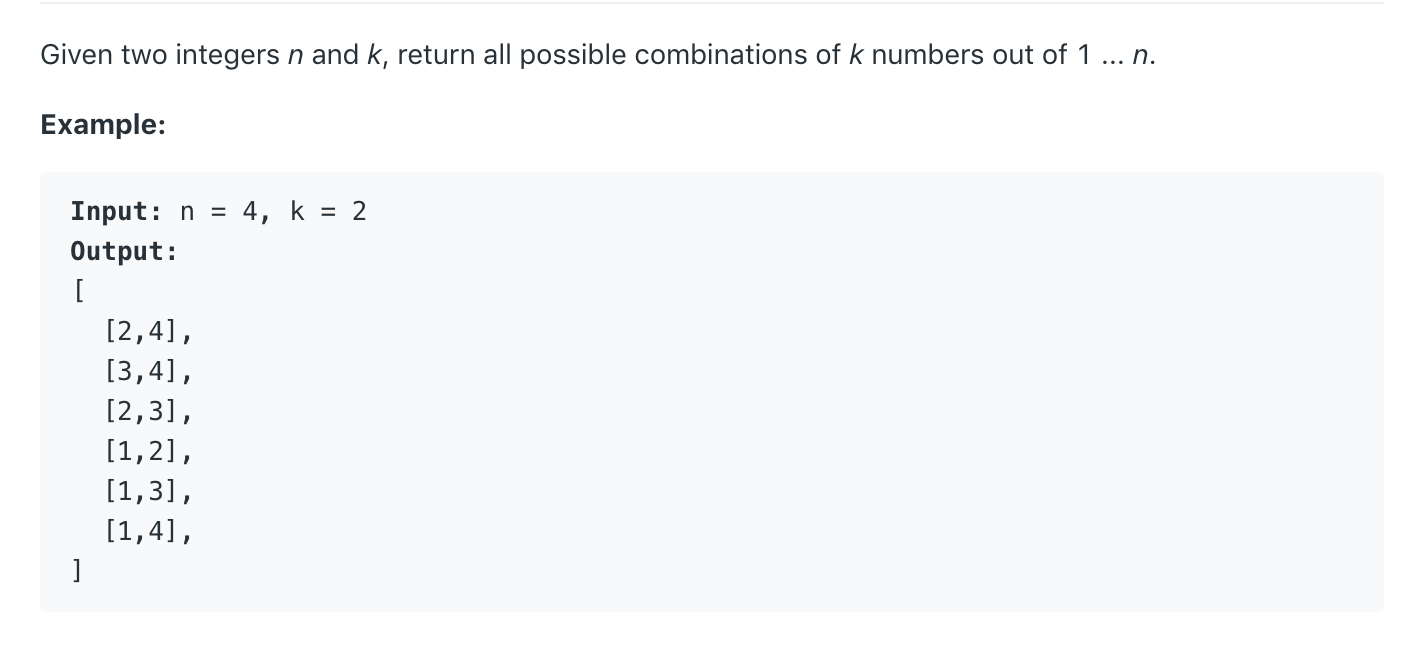 Given two integers n and k, return all possible combinations of k numbers out of 1 ... n.
Example:
Input: n = 4, k = 2
Output:
[
  [2,4],
  [3,4],
  [2,3],
  [1,2],
  [1,3],
  [1,4],
]